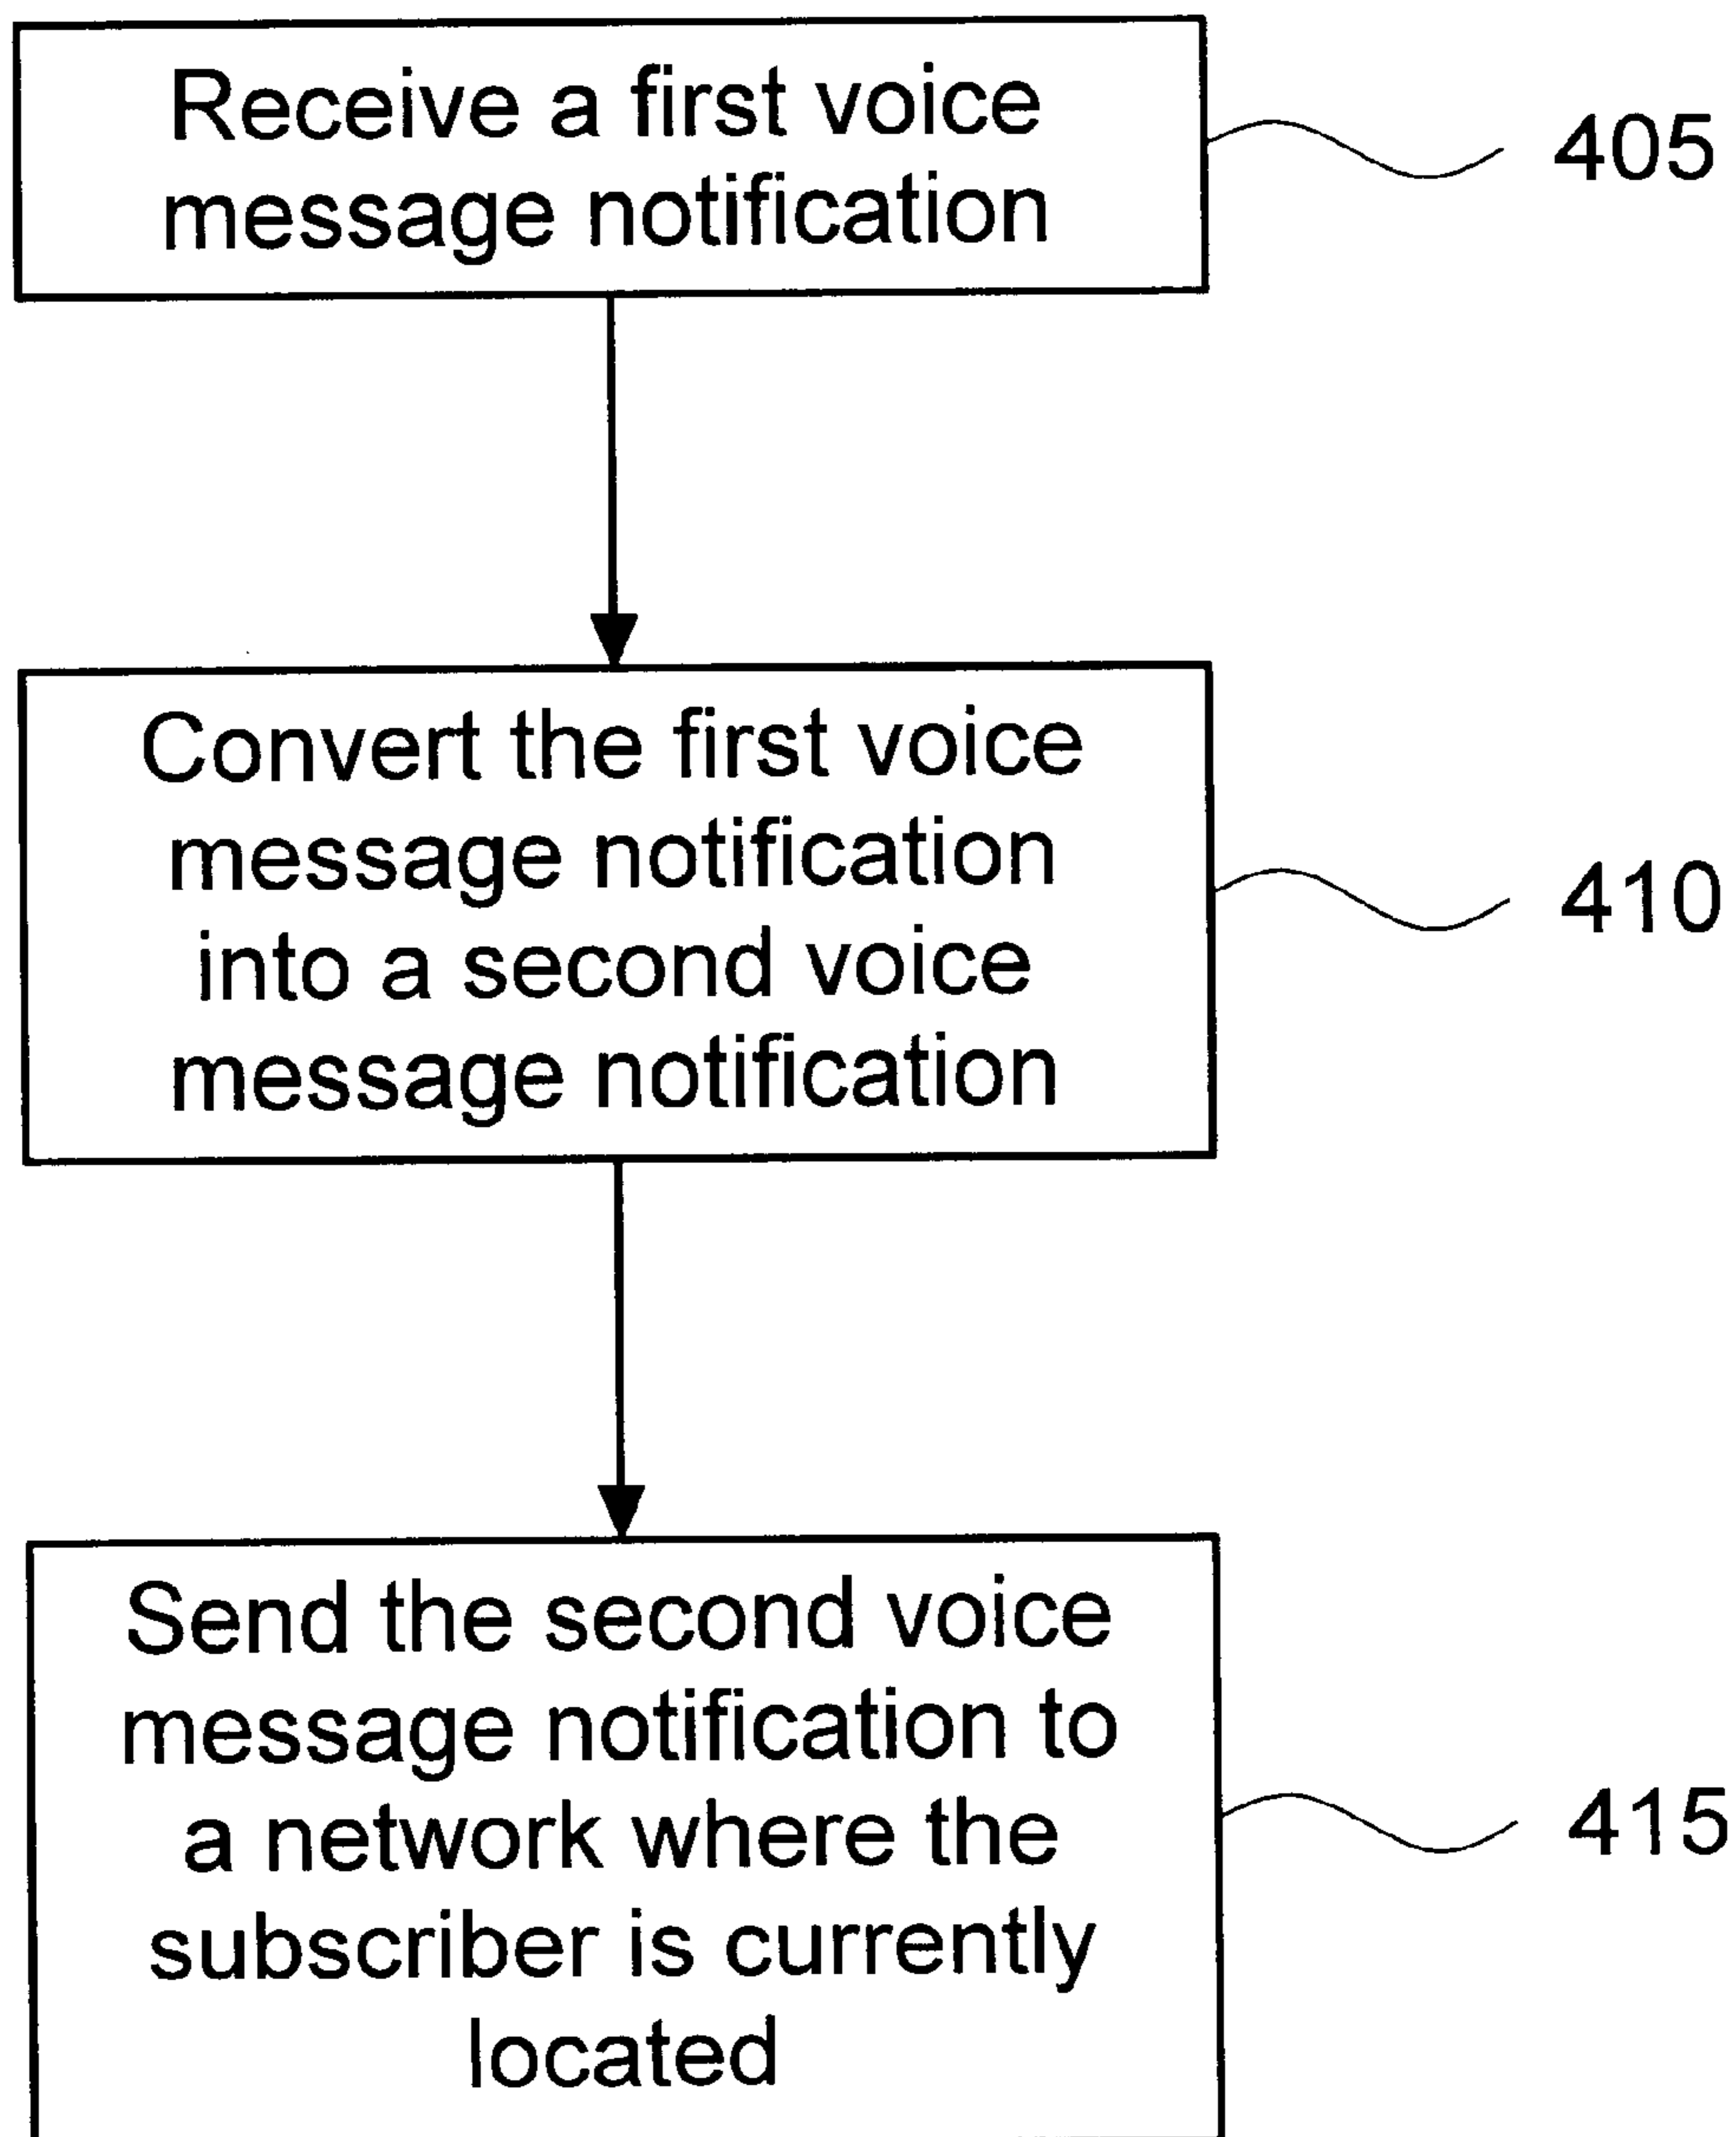 Receive a first voice
message notification
405
Convert the first voice
message notification
into a second voice
message notification
410
Send the second voice
message notification to
a network where the
subscriber is currently
located
415